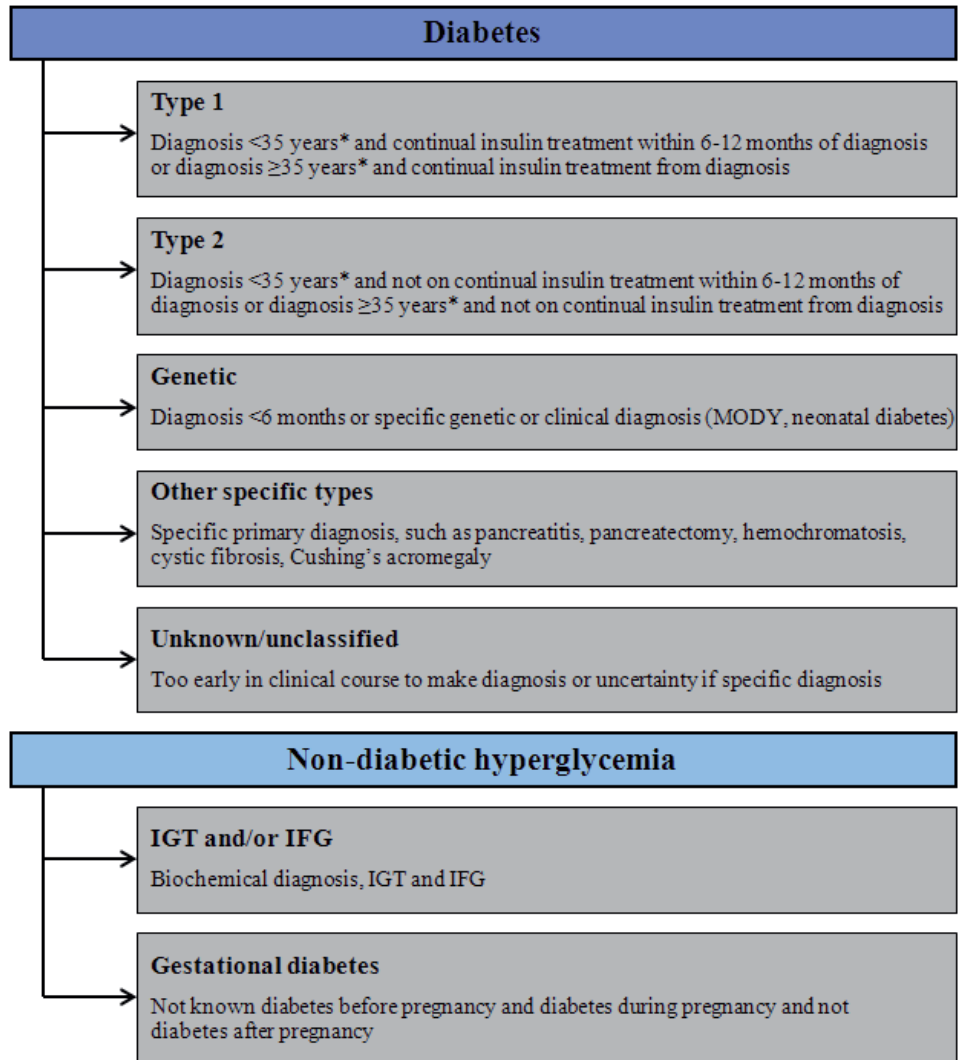 Diabetes
Type 1
Diagnosis <35 years* and continual insulin treatment within 6-12 months of diagnosis
or diagnosis ≥35 years* and continual insulin treatment from diagnosis
Type 2
Diagnosis <35 years* and not on continual insulin treatment within 6-12 months of
diagnosis or diagnosis ≥35 years* and not on continual insulin treatment from diagnosis
Genetic
Diagnosis <6 months or specific genetic or clinical diagnosis (MODY, neonatal diabetes)
Other specific types
Specific primary diagnosis, such as pancreatitis, pancreatectomy, hemochromatosis,
cystic fibrosis, Cushing's acromegaly
Unknown/unclassified
Too early in clinical course to make diagnosis or uncertainty if specific diagnosis
Non-diabetic hyperglycemia
IGT and/or IFG
Biochemical diagnosis, IGT and IFG
Gestational diabetes
Not known diabetes before pregnancy and diabetes during pregnancy and not
diabetes after pregnancy